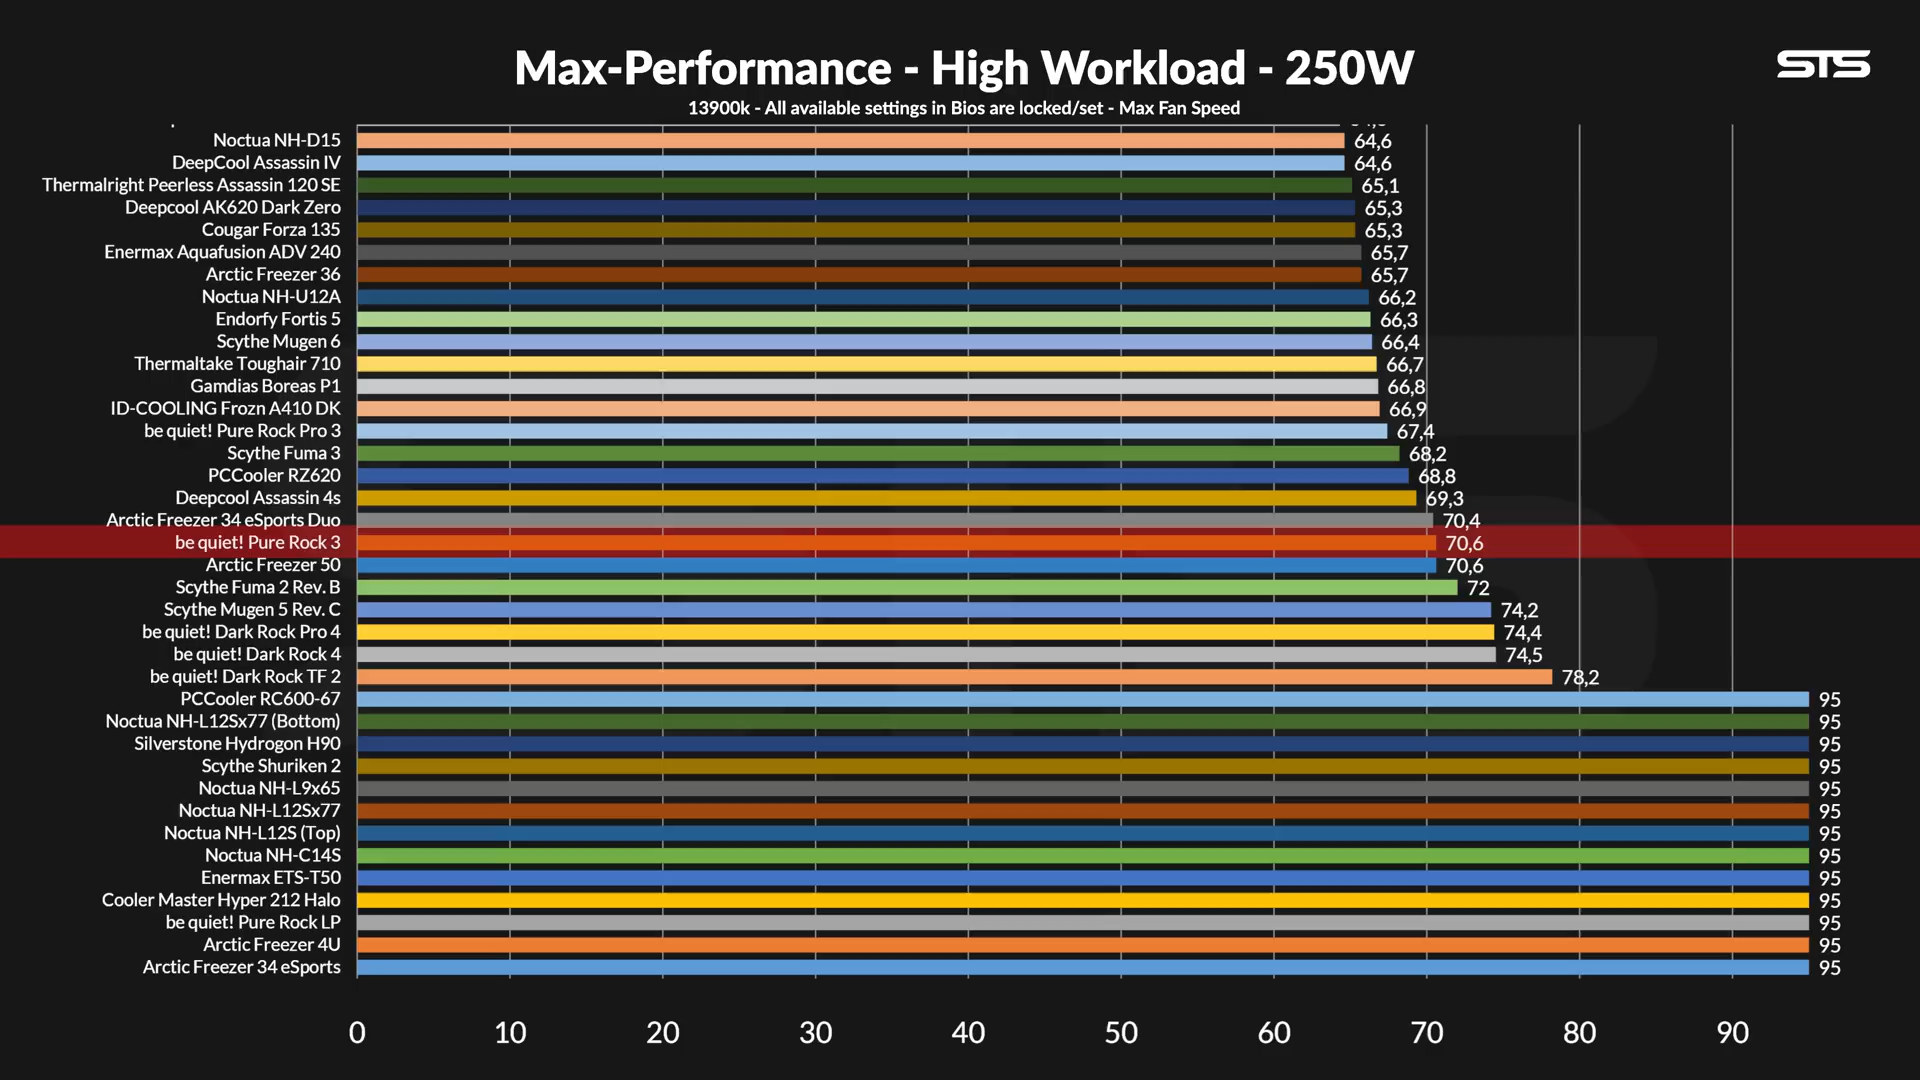 Max-Performance - High Workload - 250W
STS
13900k - All available settings in Bios are locked/set - Max Fan Speed
Noctua NH-D15 64,6
DeepCool Assassin IV 64,6
Thermalright Peerless Assassin 120 SE 65,1
Deepcool AK620 Dark Zero 65,3
Cougar Forza 135 65,3
Enermax Aquafusion ADV 240 65,7
Arctic Freezer 36 65,7
Noctua NH-U12A 66,2
Endorfy Fortis 5 66,3
Scythe Mugen 6 66,4
Thermaltake Toughair 710 66,7
Gamdias Boreas P1 66,8
ID-COOLING Frozn A410 DK 66,9
be quiet! Pure Rock Pro 3 67,4
Scythe Fuma 3 68,2
PCCooler RZ620 68,8
Deepcool Assassin 4s 69,3
Arctic Freezer 34 eSports Duo 70,4
be quiet! Pure Rock 3 70,6
Arctic Freezer 50 70,6
Scythe Fuma 2 Rev. B 72
Scythe Mugen 5 Rev. C 74,2
be quiet! Dark Rock Pro 4 74,4
be quiet! Dark Rock 4 74,5
be quiet! Dark Rock TF 2 78,2
PCCooler RC600-67 95
Noctua NH-L12Sx77 (Bottom) 95
Silverstone Hydrogon H90 95
Scythe Shuriken 2 95
Noctua NH-L9x65 95
Noctua NH-L12Sx77 95
Noctua NH-L12S (Top) 95
Noctua NH-C14S 95
Enermax ETS-T50 95
Cooler Master Hyper 212 Halo 95
be quiet! Pure Rock LP 95
Arctic Freezer 4U 95
Arctic Freezer 34 eSports 95
0 10 20 30 40 50 60 70 80 90